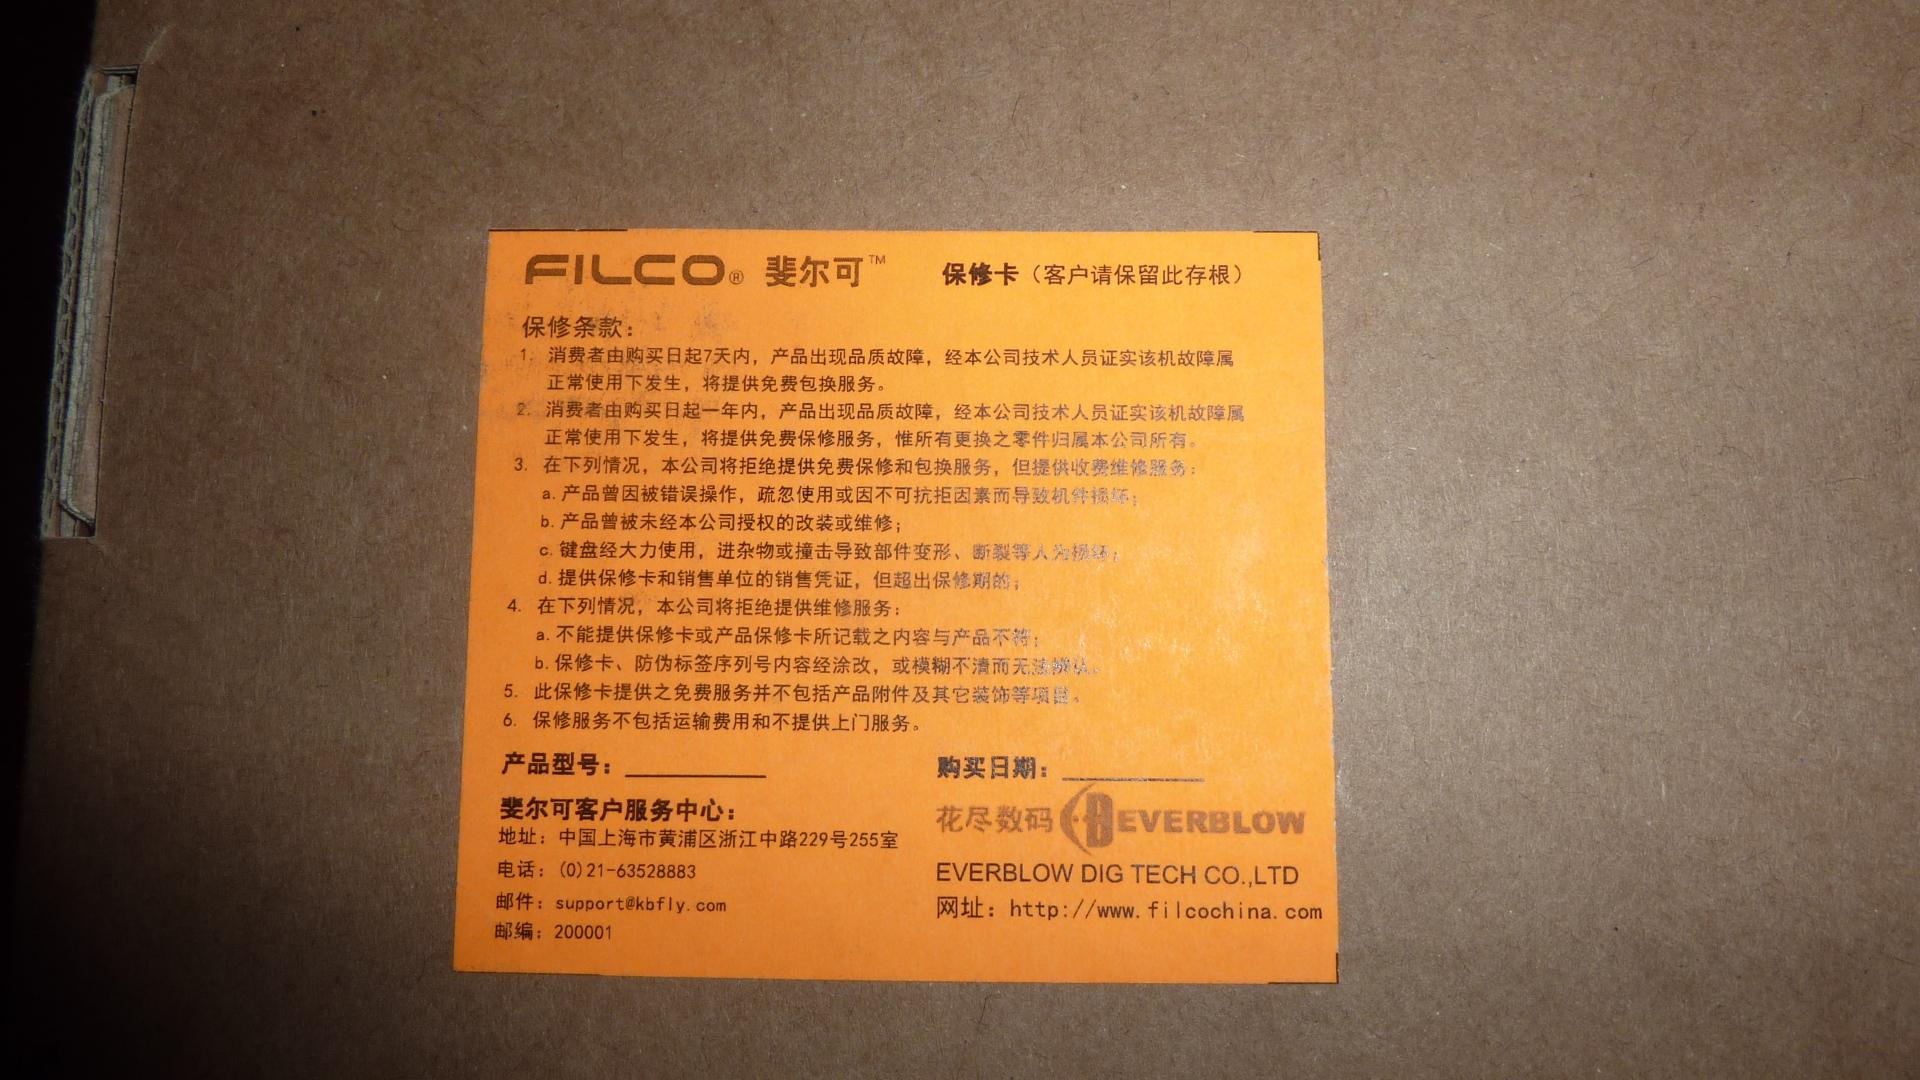 FILCO® 斐尔可™ 保修卡（客户请保留此存根）
保修条款：
1. 消费者由购买日起7天内，产品出现品质故障，经本公司技术人员证实该机故障属
正常使用下发生，将提供免费包换服务。
2. 消费者由购买日起一年内，产品出现品质故障，经本公司技术人员证实该机故障属
正常使用下发生，将提供免费保修服务，惟所有更换之零件归属本公司所有。
3. 在下列情况，本公司将拒绝提供免费保修和包换服务，但提供收费维修服务：
a. 产品曾因被错误操作，疏忽使用或因不可抗拒因素而导致机件损坏；
b. 产品曾被未经本公司授权的改装或维修；
c. 键盘经大力使用，进杂物或撞击导致部件变形、断裂等人为损坏；
d. 提供保修卡和销售单位的销售凭证，但超出保修期的；
4. 在下列情况，本公司将拒绝提供维修服务：
a. 不能提供保修卡或产品保修卡所记载之内容与产品不符；
b. 保修卡、防伪标签序列号内容经涂改，或模糊不清而无法辨认。
5. 此保修卡提供之免费服务并不包括产品附件及其它装饰等项目。
6. 保修服务不包括运输费用和不提供上门服务。
产品型号： 购买日期：
斐尔可客户服务中心：
地址：中国上海市黄浦区浙江中路229号255室
电话：(0)21-63528883
邮件：support@kbfly.com
邮编：200001
花尽数码 EVERBLOW
EVERBLOW DIG TECH CO.,LTD
网址：http://www.filcochina.com